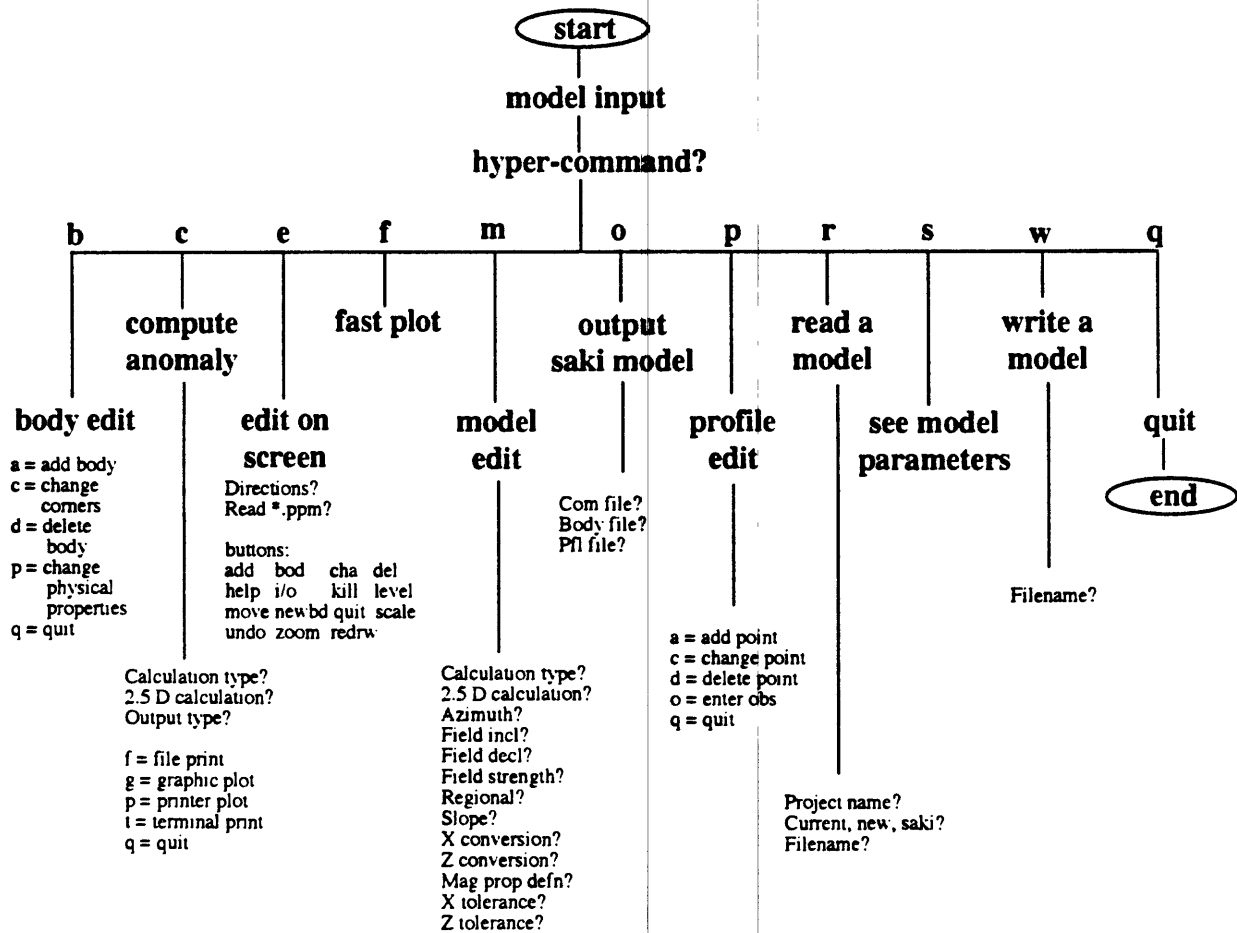 start
model input
hyper-command?
b c e f m o p r s w q
compute
anomaly
fast plot
output
saki model
read a
model
write a
model
body edit
a = add body
c = change
corners
d = delete
body
p = change
physical
properties
q = quit
edit on
screen
Directions?
Read *.ppm?
buttons:
add bod cha del
help i/o kill level
move newbd quit scale
undo zoom redrw
model
edit
profile
edit
see model
parameters
quit
end
Com file?
Body file?
Pfl file?
Filename?
a = add point
c = change point
d = delete point
o = enter obs
q = quit
Calculation type?
2.5 D calculation?
Output type?
f = file print
g = graphic plot
p = printer plot
t = terminal print
q = quit
Calculation type?
2.5 D calculation?
Azimuth?
Field incl?
Field decl?
Field strength?
Regional?
Slope?
X conversion?
Z conversion?
Mag prop defn?
X tolerance?
Z tolerance?
Project name?
Current, new, saki?
Filename?